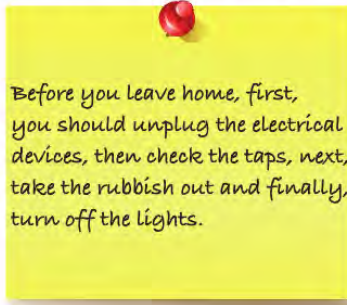 Before you leave home, first,
you should unplug the electrical
devices, then check the taps, next,
take the rubbish out and finally,
turn off the lights.